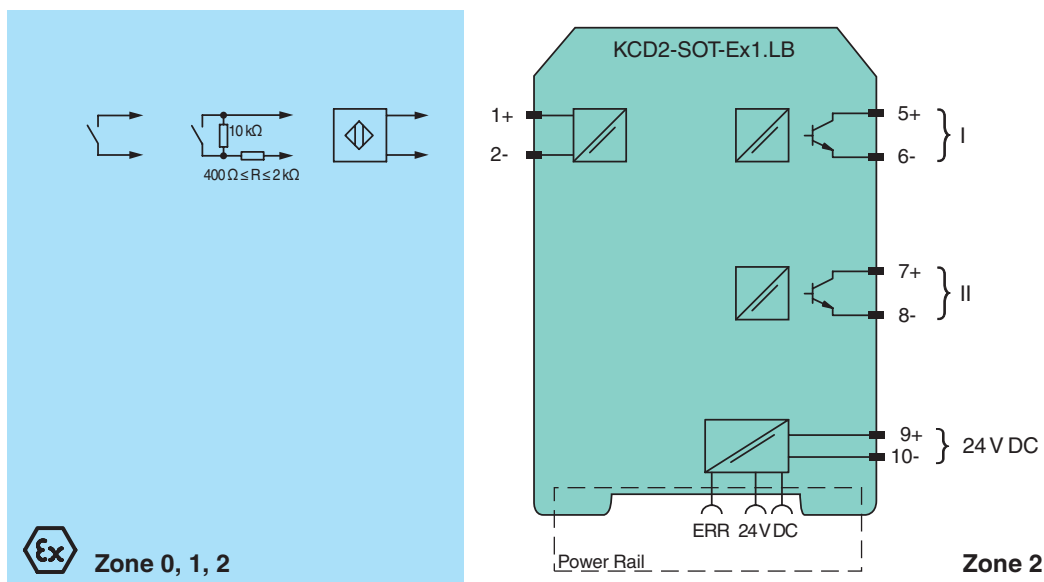 KCD2-SOT-Ex1.LB
1+
2-
10 kΩ
400 Ω ≤ R ≤ 2 kΩ
5+
6-
I
7+
8-
II
9+
10-
24 V DC
ERR 24 V DC
Power Rail
Ex Zone 0, 1, 2
Zone 2